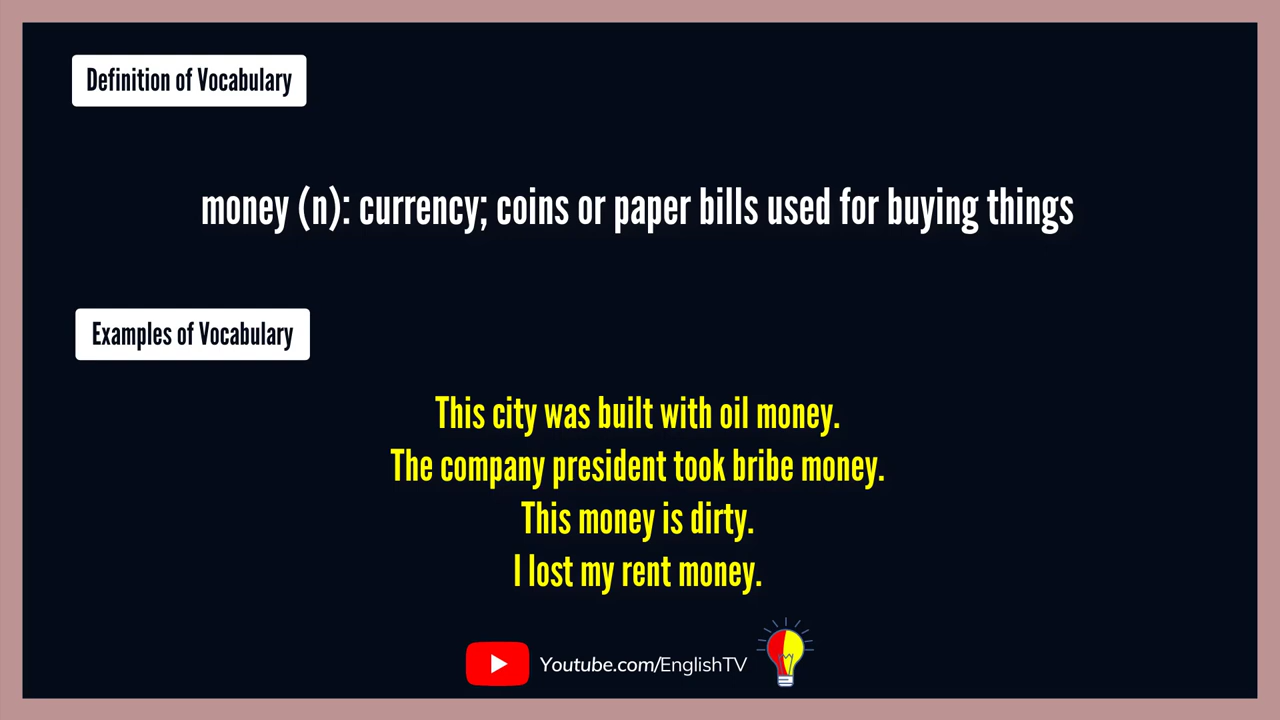 Definition of Vocabulary
money (n): currency; coins or paper bills used for buying things
Examples of Vocabulary
This city was built with oil money.
The company president took bribe money.
This money is dirty.
I lost my rent money.
Youtube.com/EnglishTV